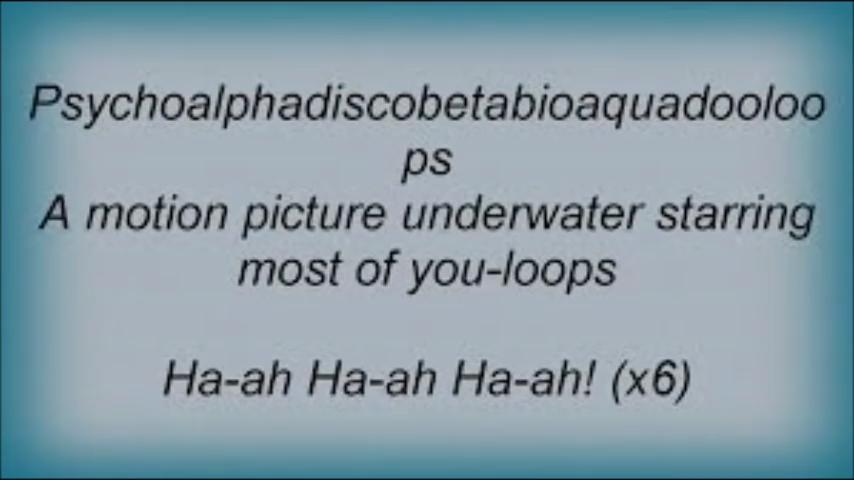 Psychoalphadiscobetabioaquadooloo
ps
A motion picture underwater starring
most of you-loops
Ha-ah Ha-ah Ha-ah! (x6)